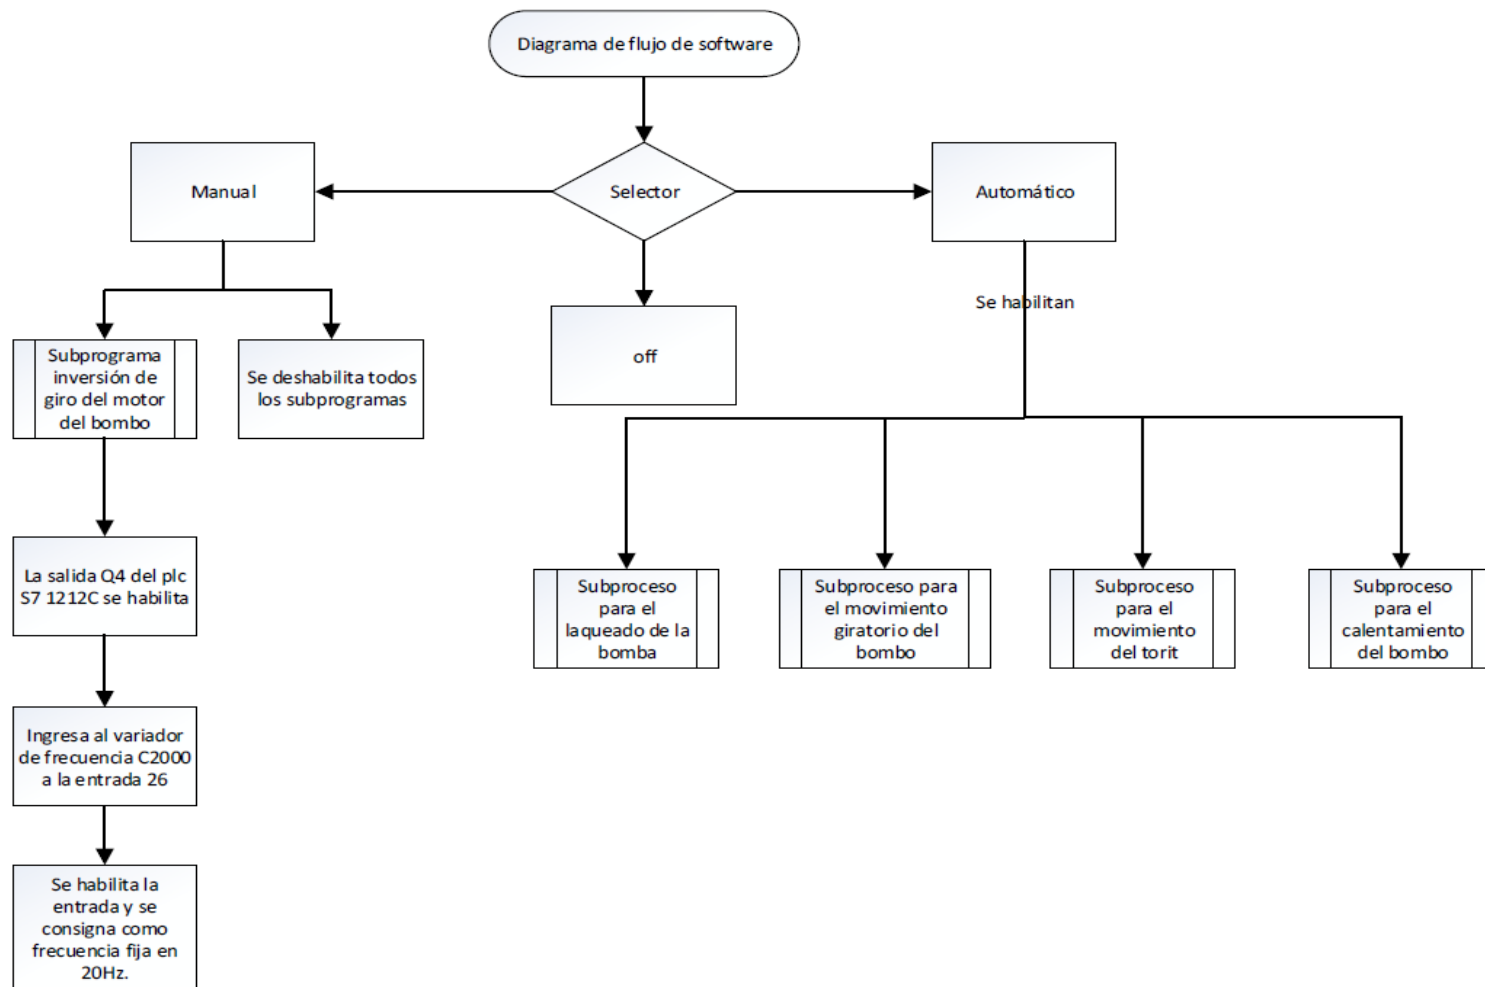 Diagrama de flujo de software
Manual
Selector
Automático
Se habilitan
off
Subprograma
inversión de
giro del motor
del bombo
Se deshabilita todos
los subprogramas
La salida Q4 del plc
S7 1212C se habilita
Ingresa al variador
de frecuencia C2000
a la entrada 26
Se habilita la
entrada y se
consigna como
frecuencia fija en
20Hz.
Subproceso
para el
laqueado de la
bomba
Subproceso para
el movimiento
giratorio del
bombo
Subproceso
para el
movimiento
del torit
Subproceso
para el
calentamiento
del bombo